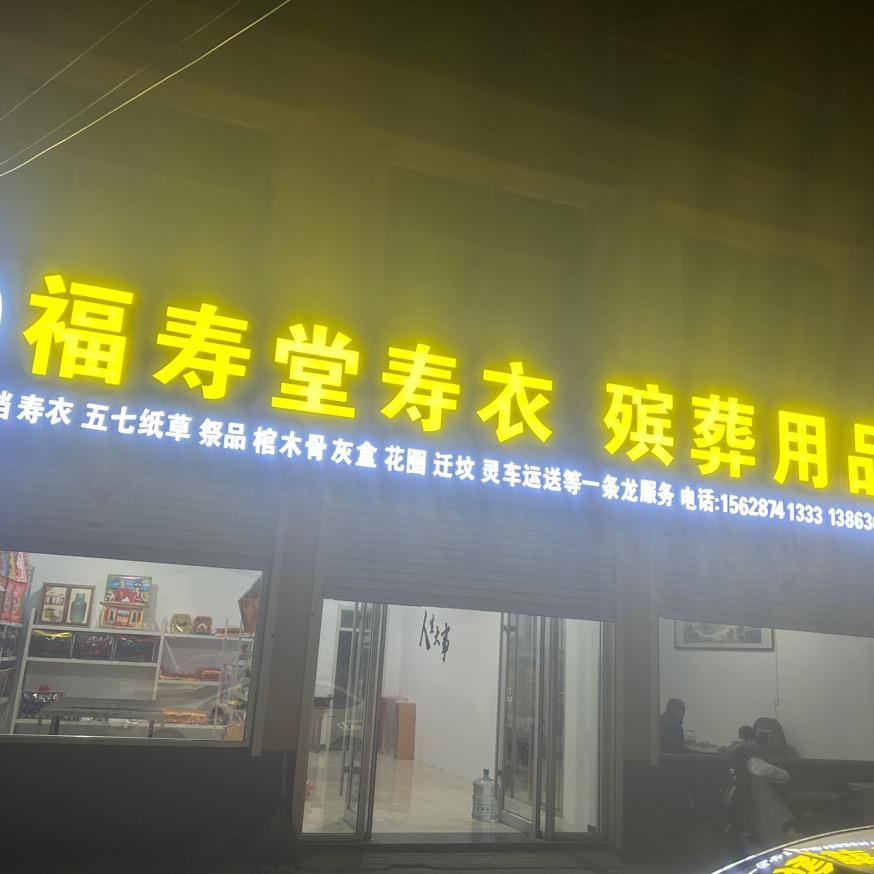 福寿堂寿衣 殡葬用品
寿衣 五七纸草 祭品 棺木骨灰盒 花圈 迁坟 灵车运送等一条龙服务 电话:15628741333 13863
人生大事